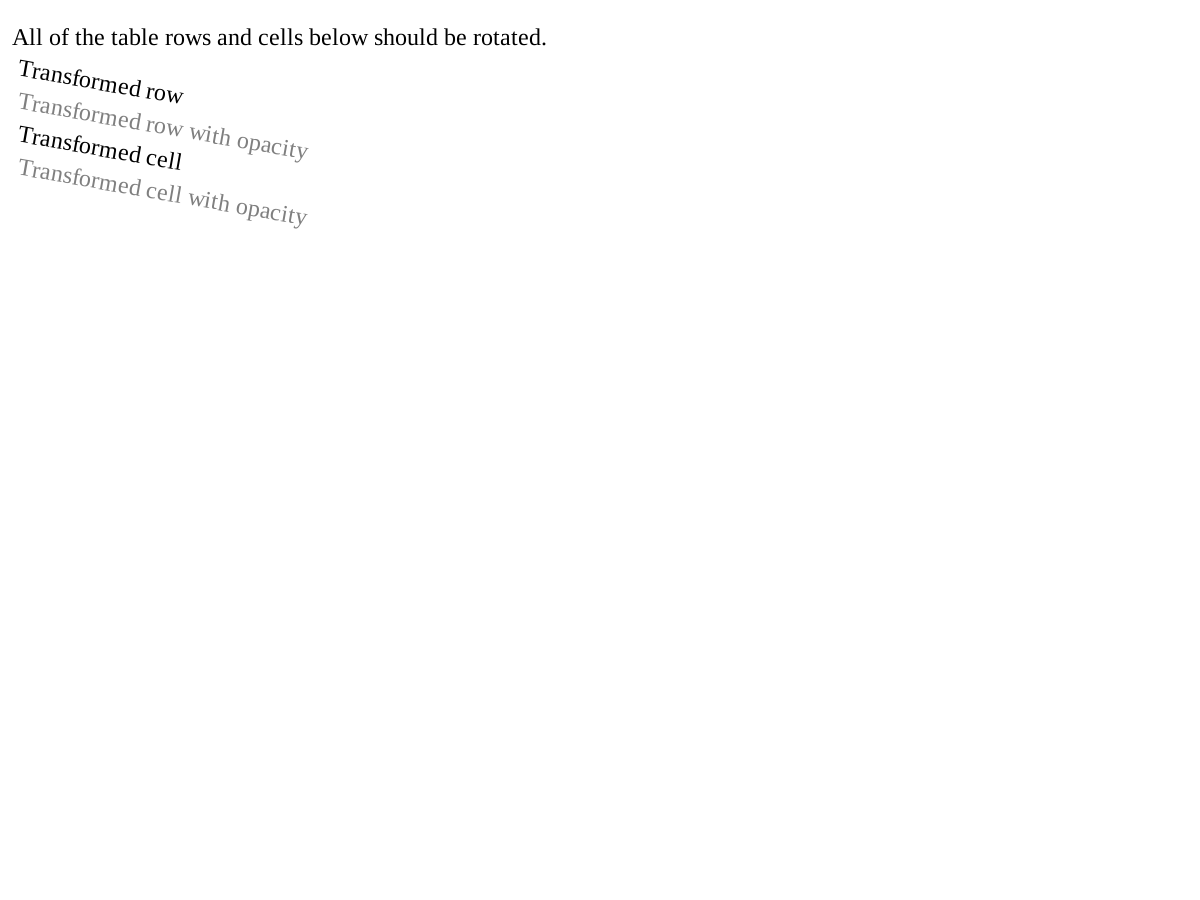 All of the table rows and cells below should be rotated.
Transformed row
Transformed row with opacity
Transformed cell
Transformed cell with opacity